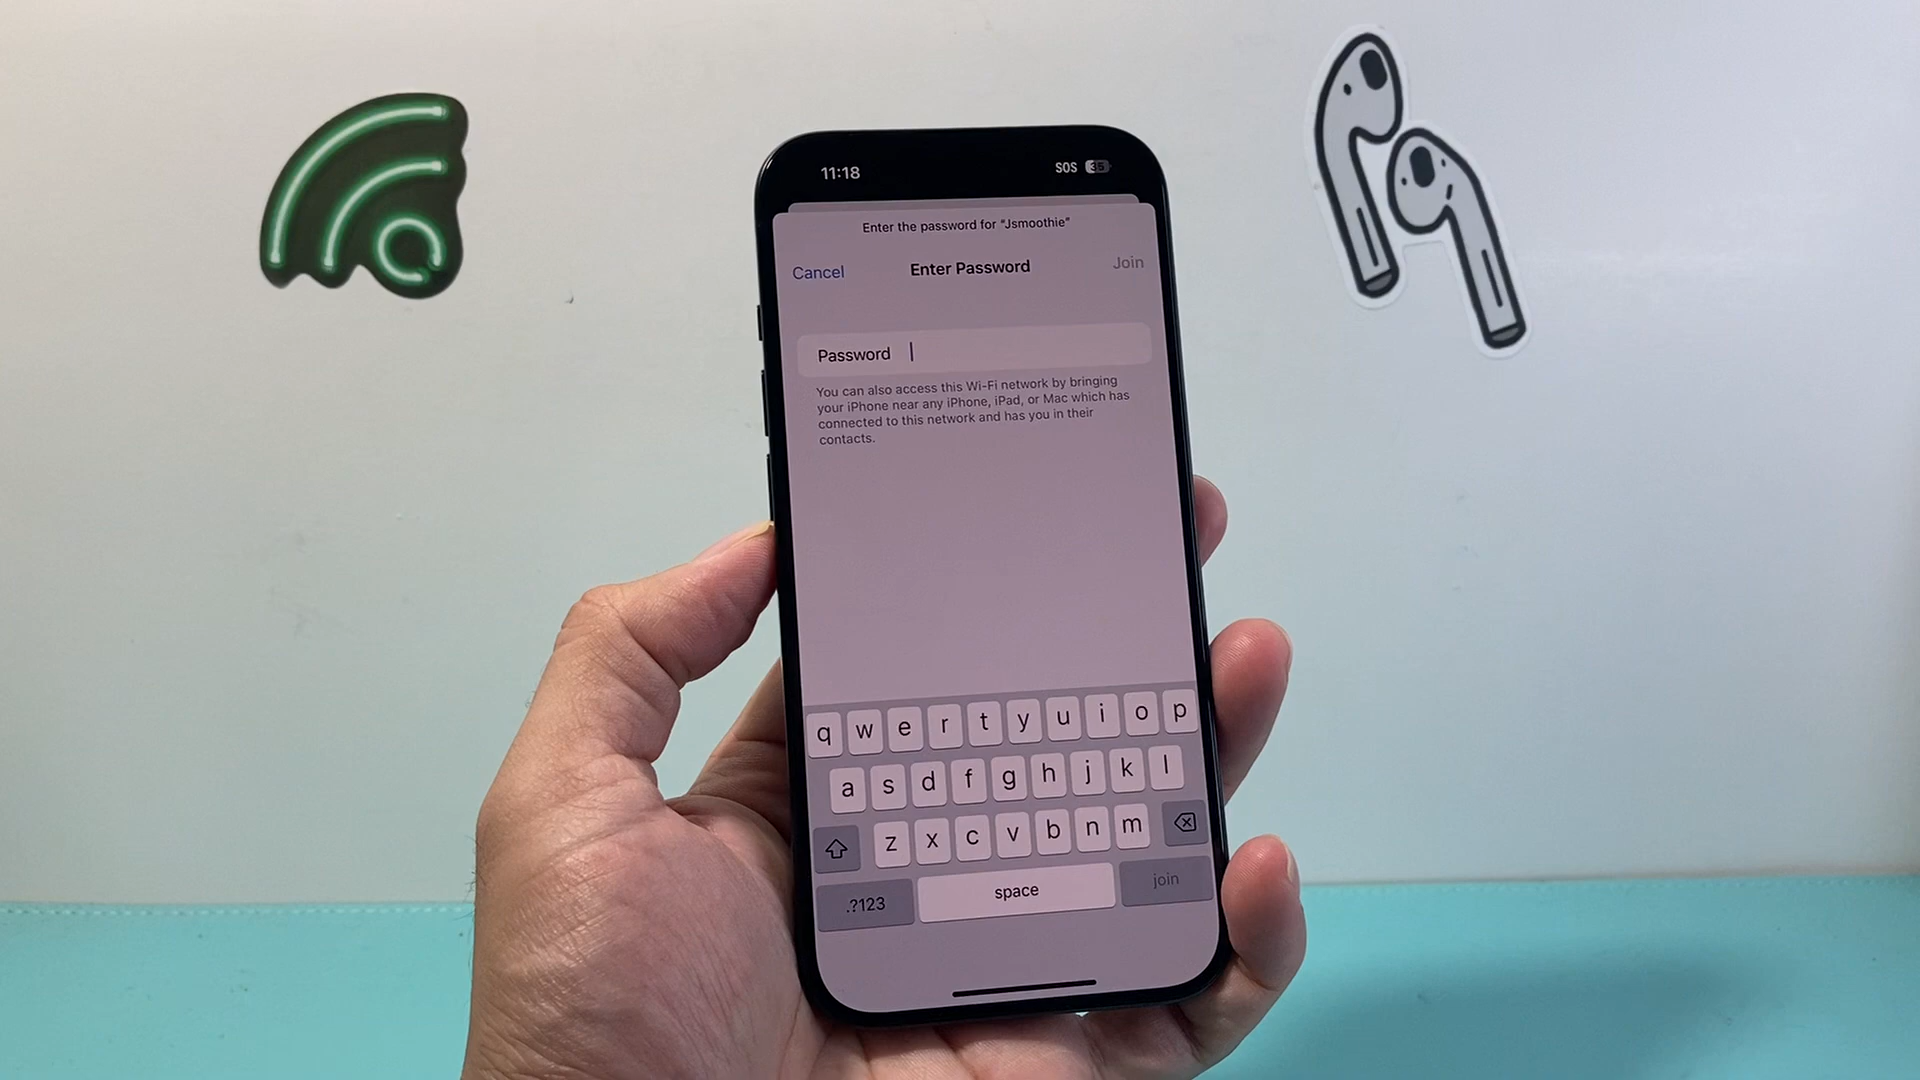 11:18 SOS 35
Enter the password for “Jsmoothie”
Cancel Enter Password Join
Password
You can also access this Wi-Fi network by bringing
your iPhone near any iPhone, iPad, or Mac which has
connected to this network and has you in their
contacts.
q w e r t y u i o p
a s d f g h j k l
z x c v b n m
.?123 space join